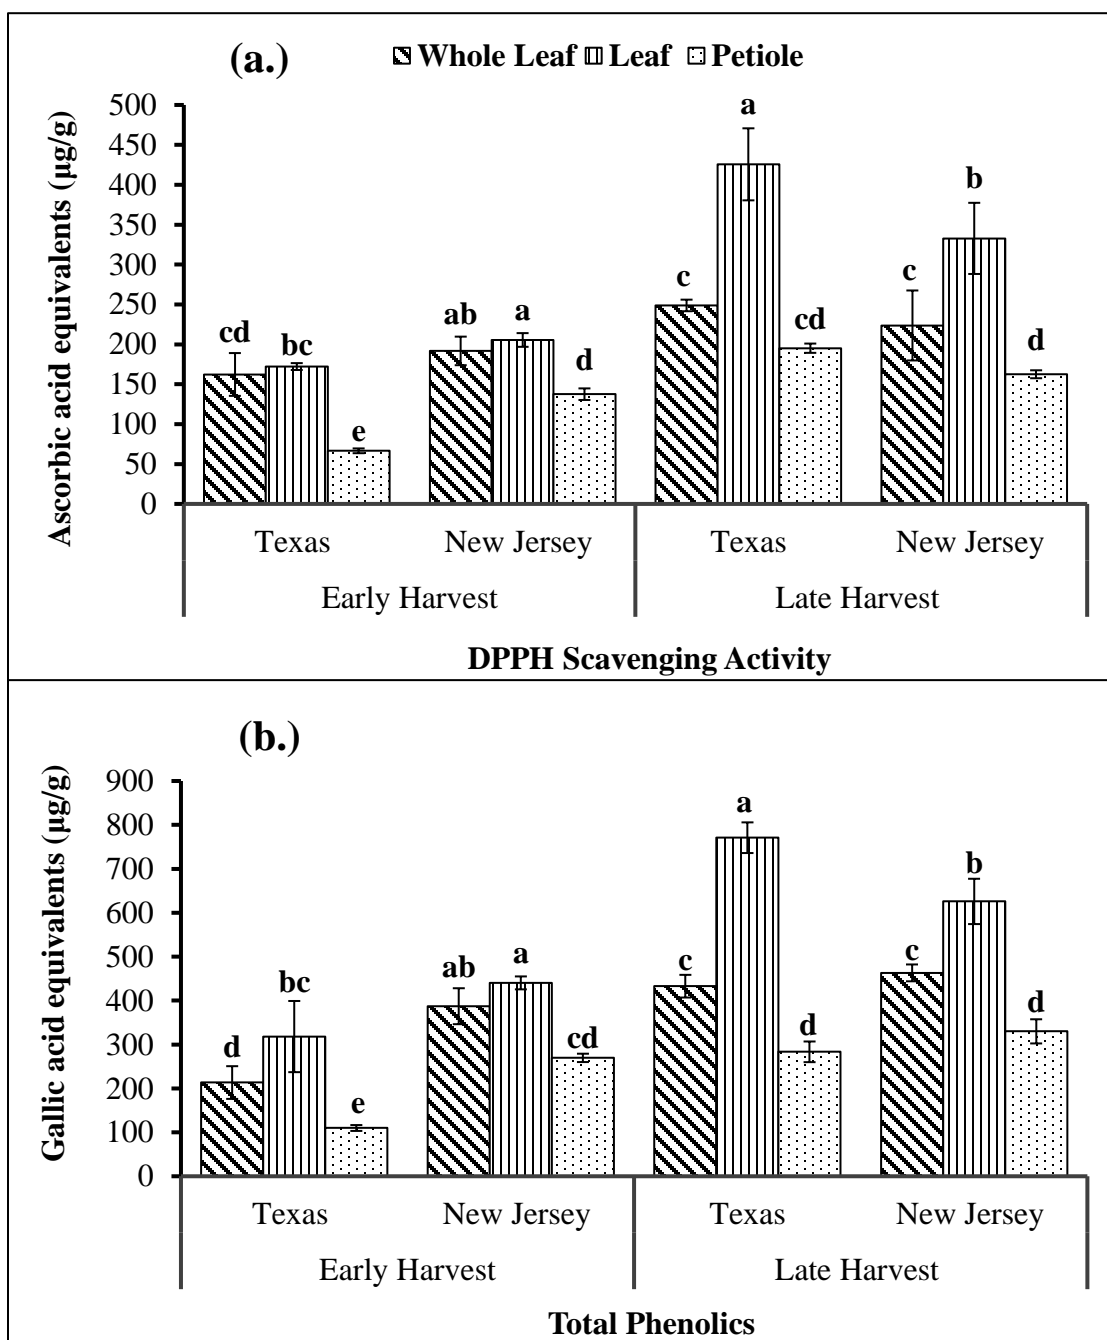 (a.)
Whole Leaf Leaf Petiole
Ascorbic acid equivalents (µg/g)
500
450
400
350
300
250
200
150
100
50
0
cd bc e ab a d c a cd c b d
Texas New Jersey Texas New Jersey
Early Harvest Late Harvest
DPPH Scavenging Activity
(b.)
Gallic acid equivalents (µg/g)
900
800
700
600
500
400
300
200
100
0
d bc e ab a cd c a d c b d
Texas New Jersey Texas New Jersey
Early Harvest Late Harvest
Total Phenolics